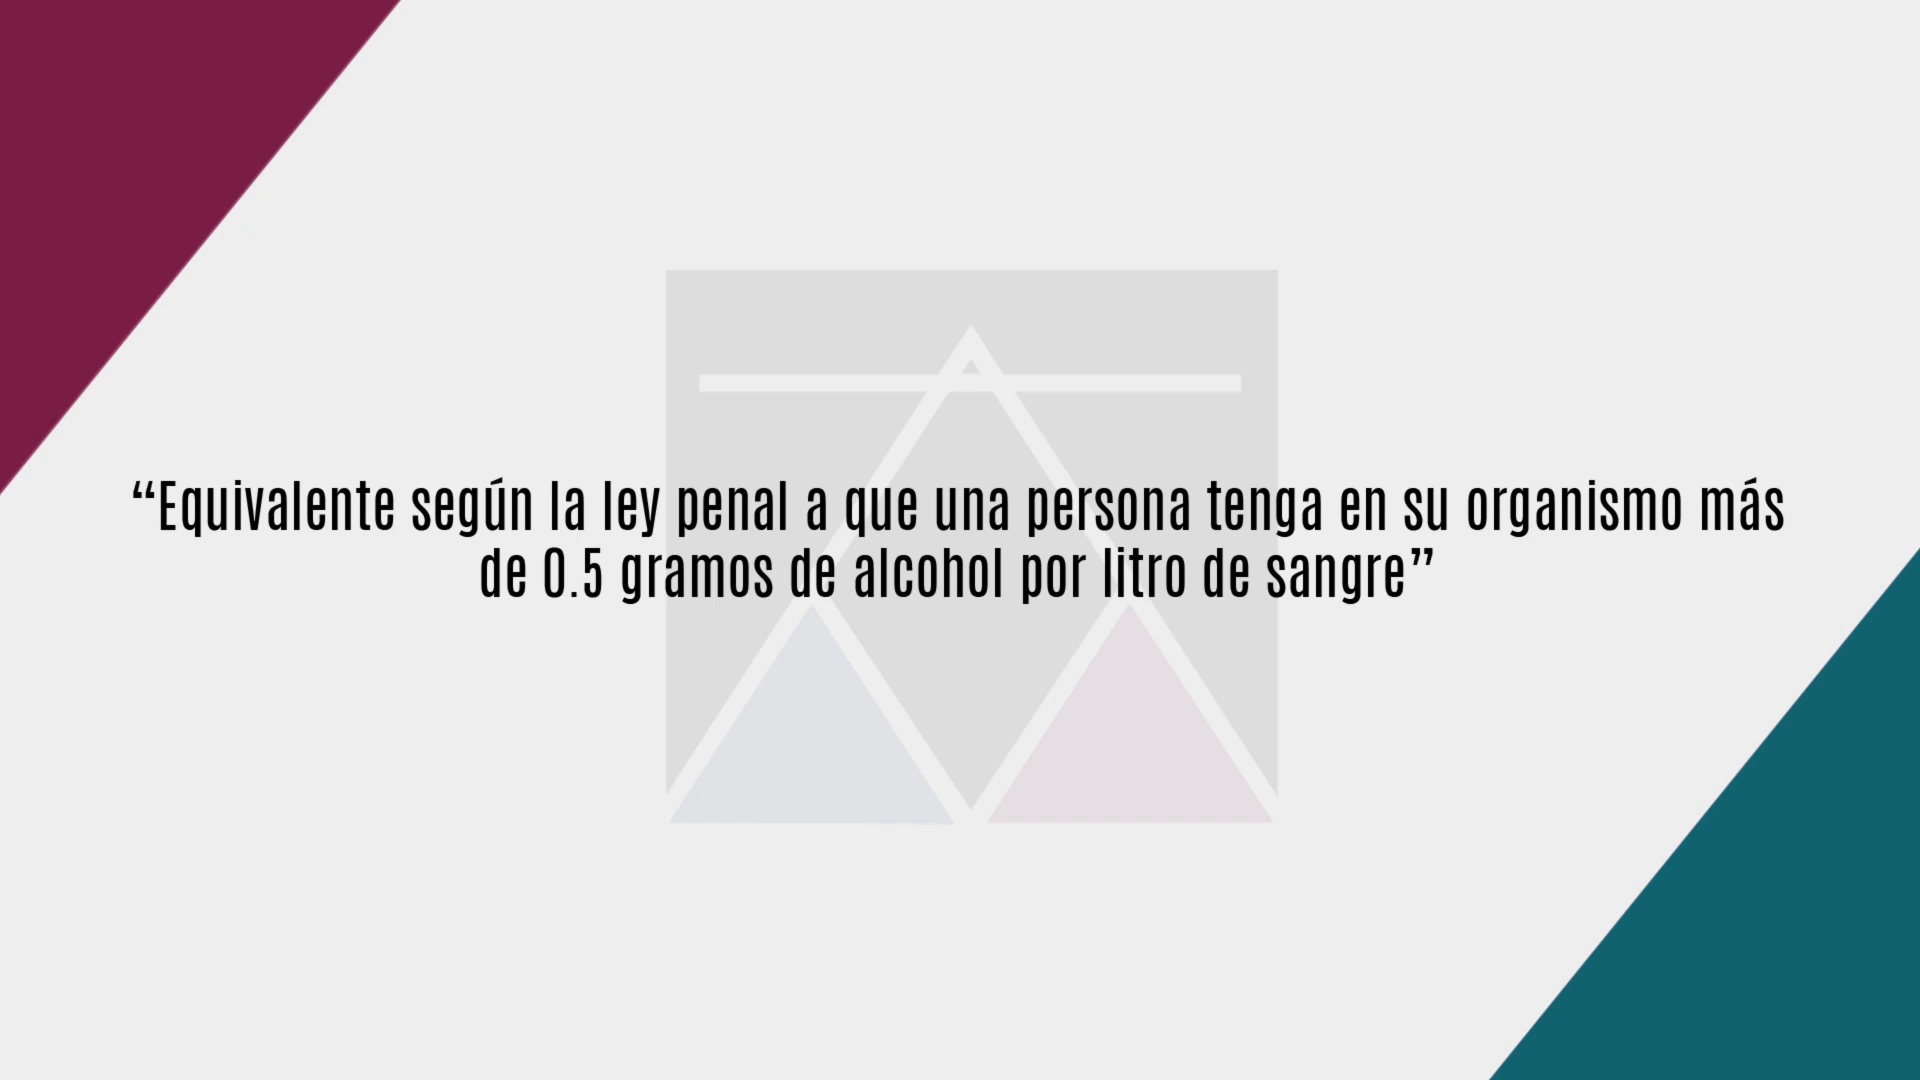 “Equivalente según la ley penal a que una persona tenga en su organismo más
de 0.5 gramos de alcohol por litro de sangre”